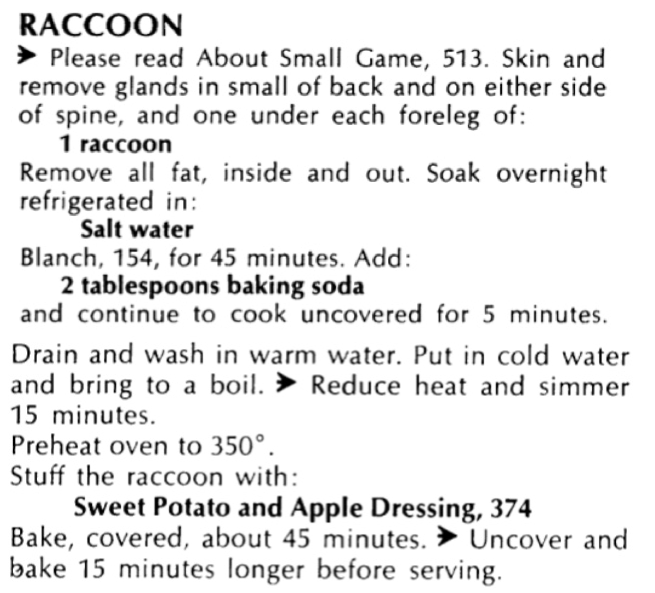 RACCOON
➤ Please read About Small Game, 513. Skin and
remove glands in small of back and on either side
of spine, and one under each foreleg of:
1 raccoon
Remove all fat, inside and out. Soak overnight
refrigerated in:
Salt water
Blanch, 154, for 45 minutes. Add:
2 tablespoons baking soda
and continue to cook uncovered for 5 minutes.
Drain and wash in warm water. Put in cold water
and bring to a boil. ➤ Reduce heat and simmer
15 minutes.
Preheat oven to 350°.
Stuff the raccoon with:
Sweet Potato and Apple Dressing, 374
Bake, covered, about 45 minutes. ➤ Uncover and
bake 15 minutes longer before serving.